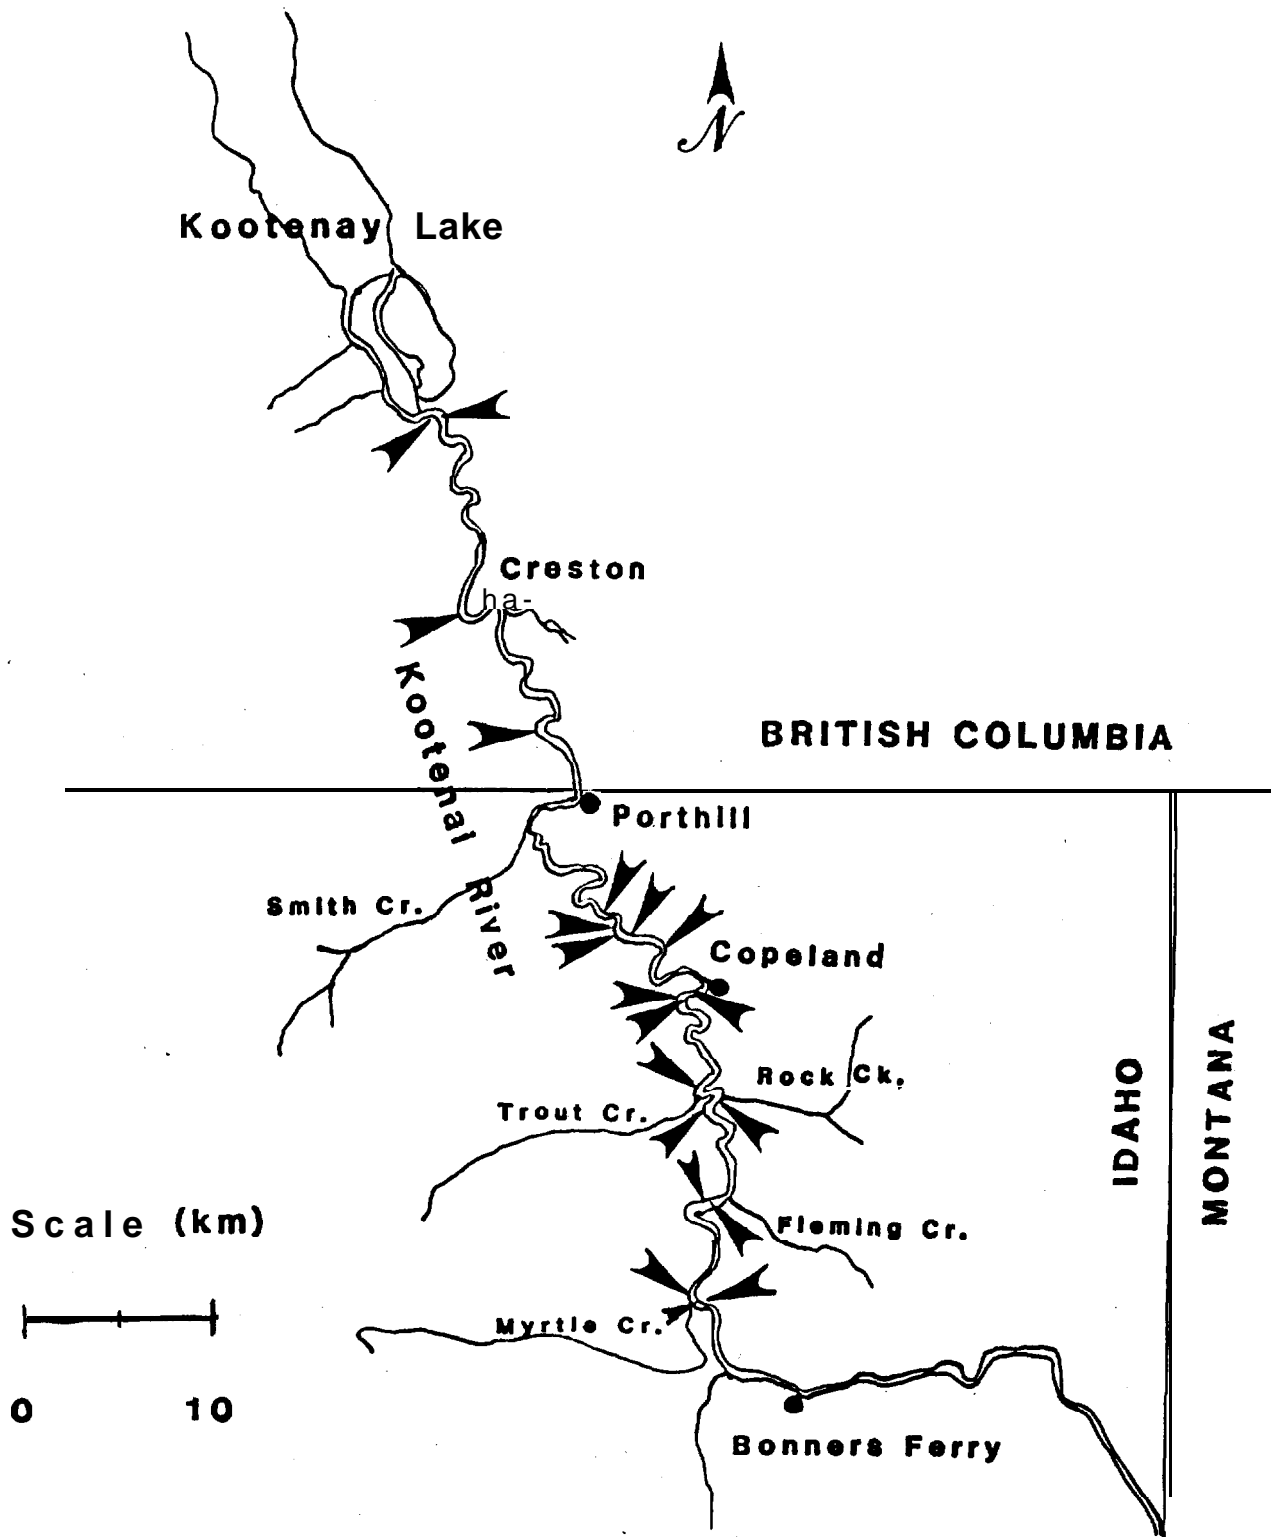 N
Kootenay Lake
Creston
ha-
Kootenai River
BRITISH COLUMBIA
Porthill
Smith Cr.
Copeland
Rock Ck.
Trout Cr.
IDAHO
MONTANA
Scale (km)
Fleming Cr.
Myrtle Cr.
0 10
Bonners Ferry